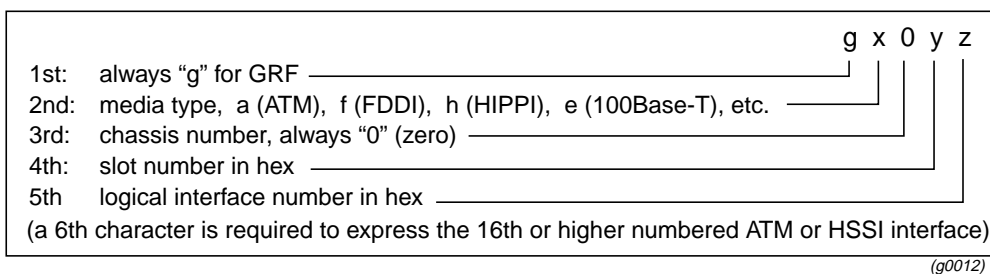 g x 0 y z
1st: always “g” for GRF
2nd: media type, a (ATM), f (FDDI), h (HIPPI), e (100Base-T), etc.
3rd: chassis number, always “0” (zero)
4th: slot number in hex
5th logical interface number in hex
(a 6th character is required to express the 16th or higher numbered ATM or HSSI interface)
(g0012)